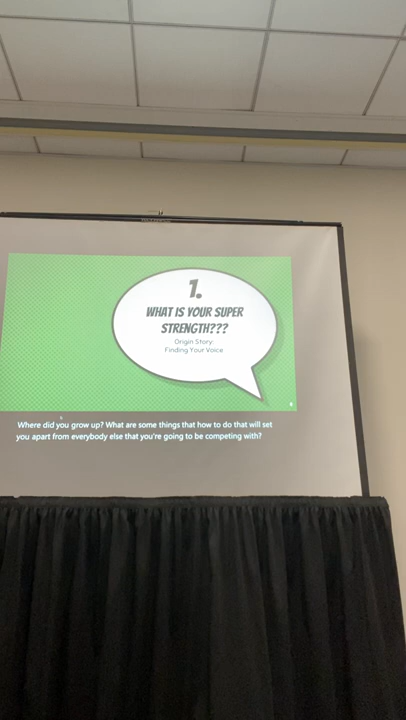 1.
WHAT IS YOUR SUPER
STRENGTH???
Origin Story:
Finding Your Voice
Where did you grow up? What are some things that how to do that will set
you apart from everybody else that you're going to be competing with?